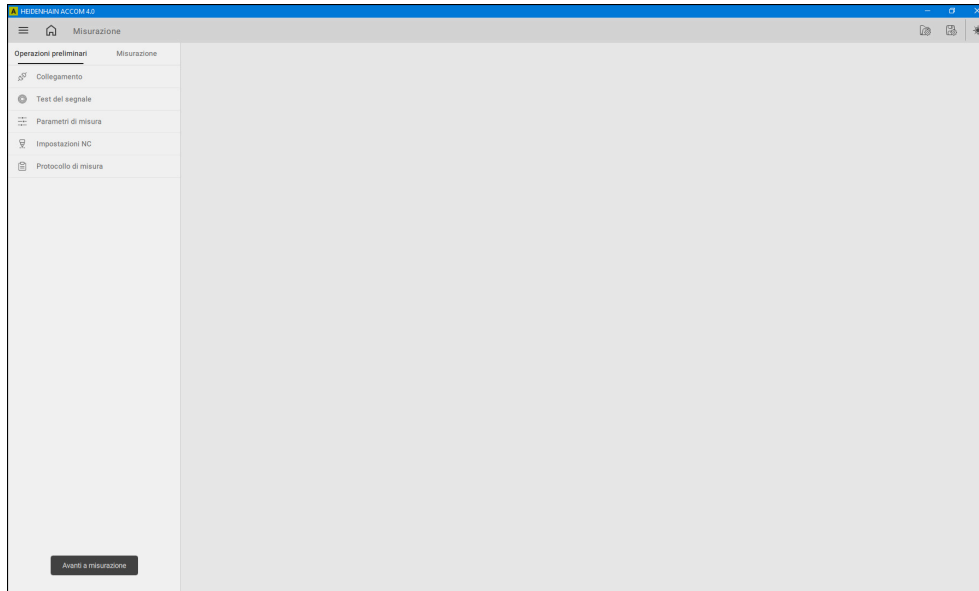 HEIDENHAIN ACCOM 4.0
Misurazione
Operazioni preliminari Misurazione
Collegamento
Test del segnale
Parametri di misura
Impostazioni NC
Protocollo di misura
Avanti a misurazione